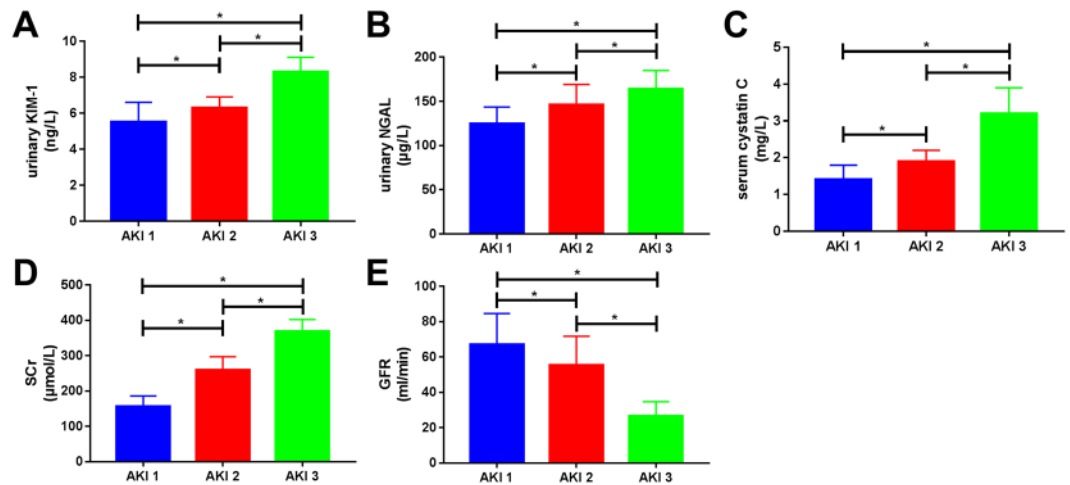 A
urinary KIM-1
(ng/L)
10
8
6
4
2
0
*
*
*
AKI 1 AKI 2 AKI 3
B
urinary NGAL
(µg/L)
200
150
100
50
0
*
*
*
AKI 1 AKI 2 AKI 3
C
serum cystatin C
(mg/L)
5
4
3
2
1
0
*
*
*
AKI 1 AKI 2 AKI 3
D
SCr
(µmol/L)
500
400
300
200
100
0
*
*
*
AKI 1 AKI 2 AKI 3
E
GFR
(ml/min)
100
80
60
40
20
0
*
*
*
AKI 1 AKI 2 AKI 3